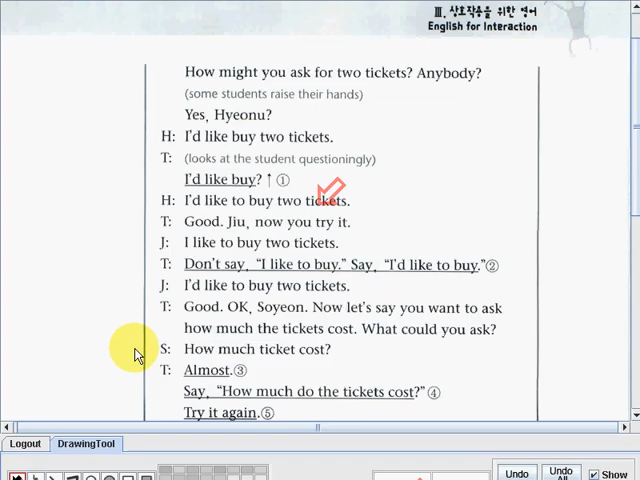 III. 상호작용을 위한 영어
English for Interaction
How might you ask for two tickets? Anybody?
(some students raise their hands)
Yes, Hyeonu?
H: I'd like buy two tickets.
T: (looks at the student questioningly)
I'd like buy? ↑ ①
H: I'd like to buy two tickets.
T: Good. Jiu, now you try it.
J: I like to buy two tickets.
T: Don't say, “I like to buy.” Say, “I'd like to buy.”②
J: I'd like to buy two tickets.
T: Good. OK, Soyeon. Now let's say you want to ask
how much the tickets cost. What could you ask?
S: How much ticket cost?
T: Almost.③
Say, “How much do the tickets cost?” ④
Try it again.⑤
Logout DrawingTool
Undo Undo All Show